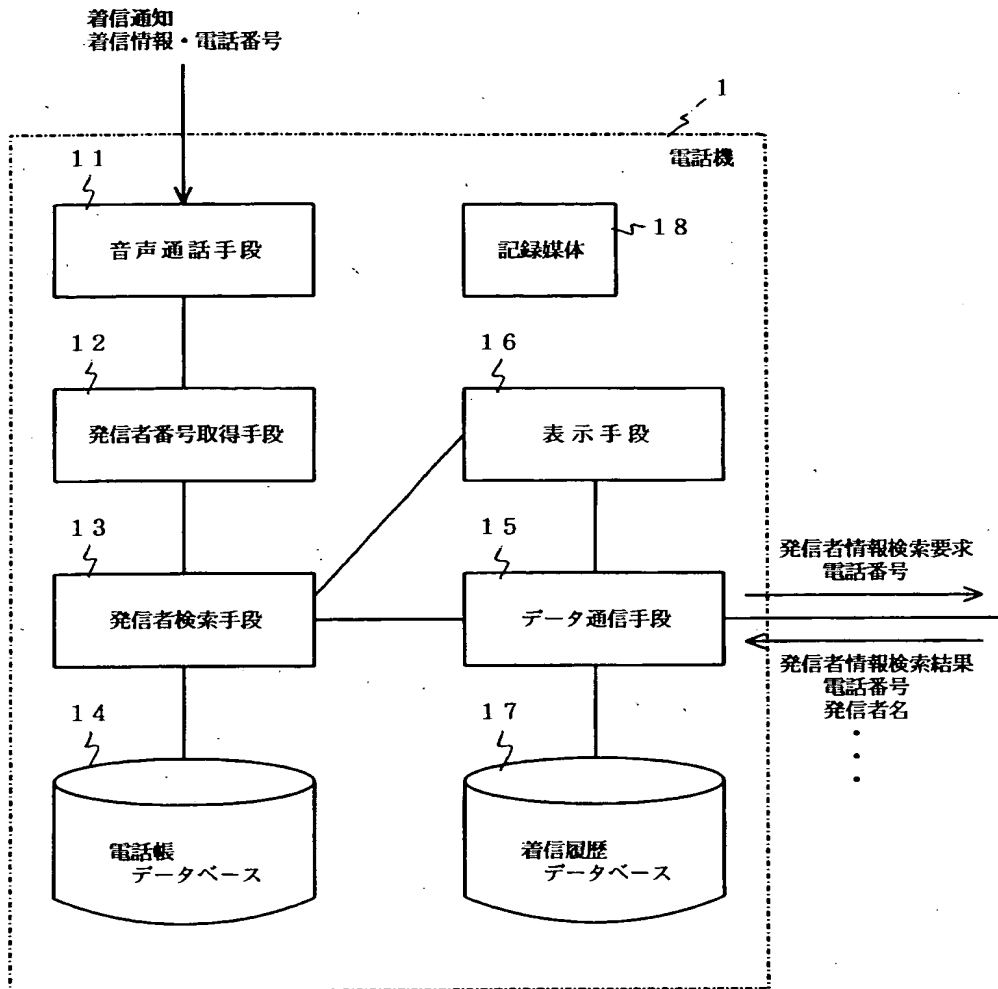 着信通知
着信情報・電話番号
1
電話機
11
音声通話手段
18
記録媒体
12
発信者番号取得手段
16
表示手段
13
発信者検索手段
15
データ通信手段
発信者情報検索要求
電話番号
発信者情報検索結果
電話番号
発信者名
・
・
・
14
電話帳
データベース
17
着信履歴
データベース